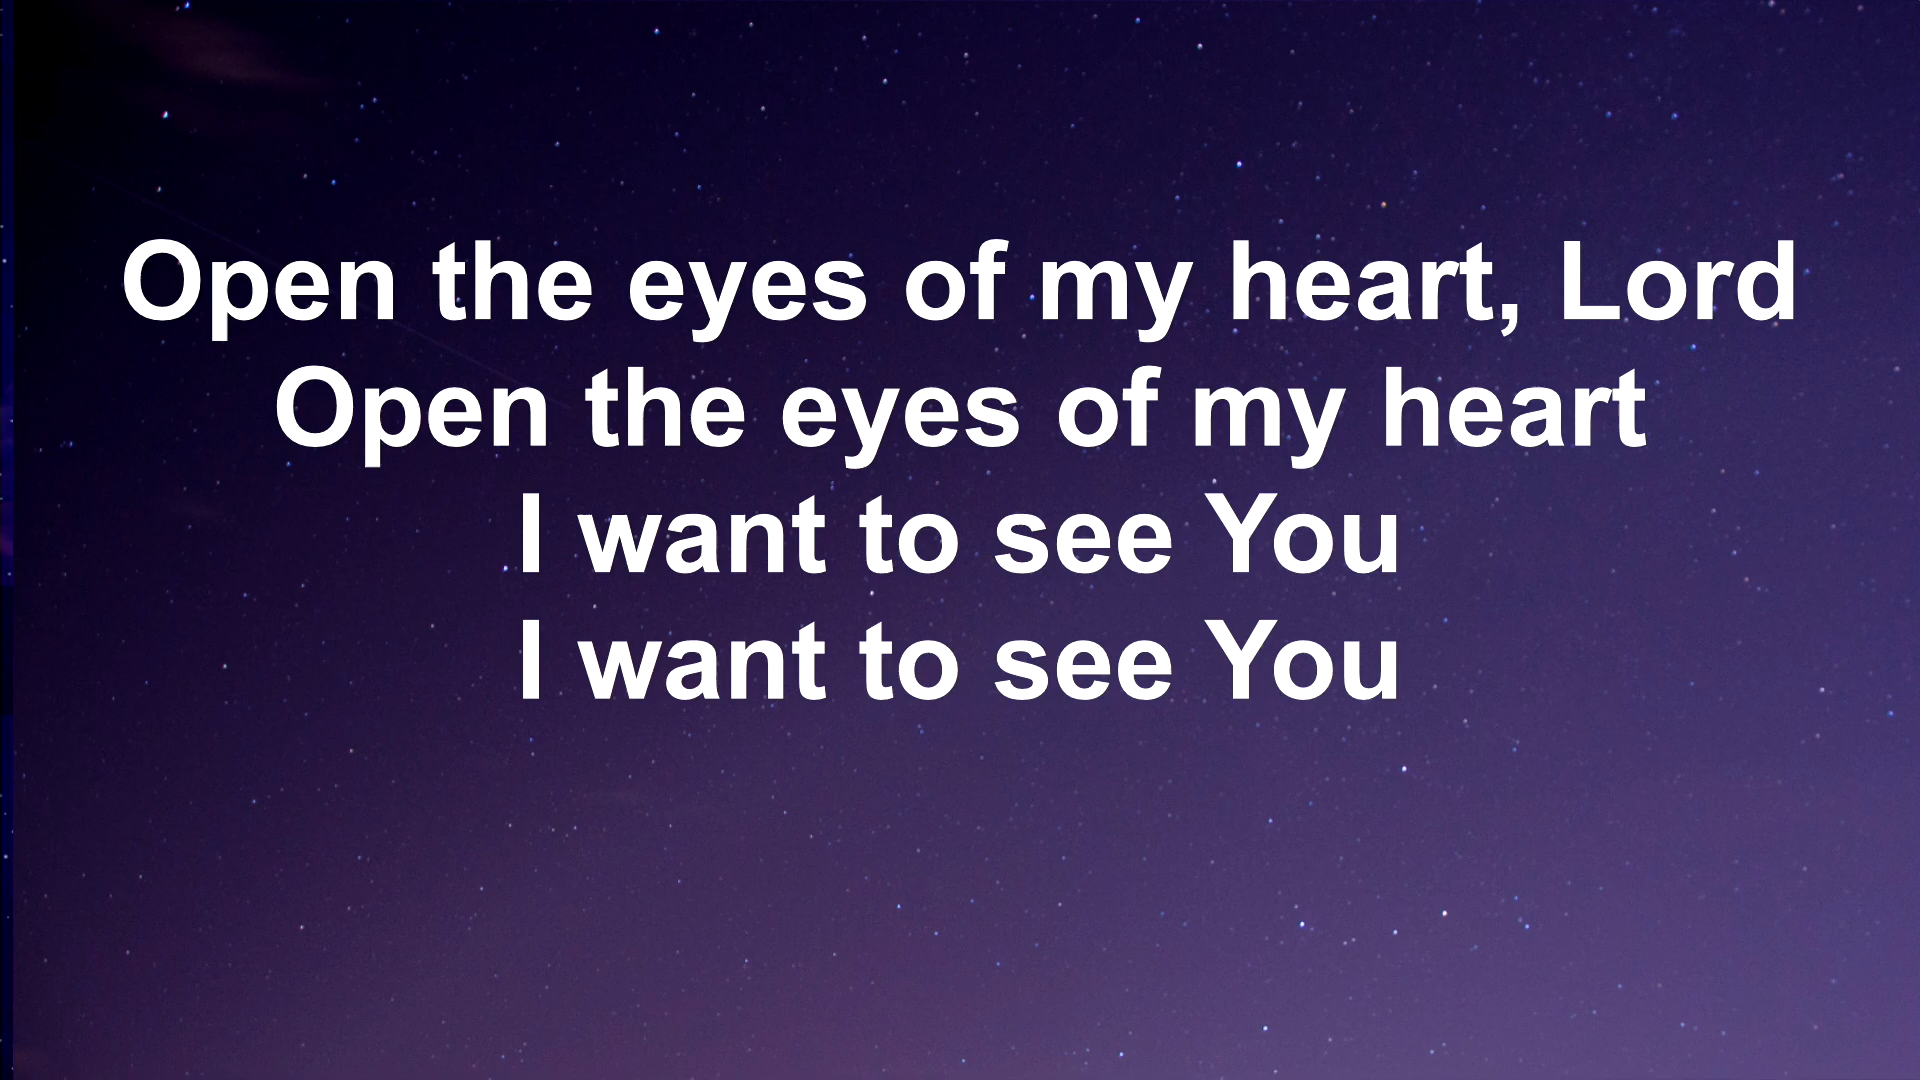 Open the eyes of my heart, Lord
Open the eyes of my heart
I want to see You
I want to see You